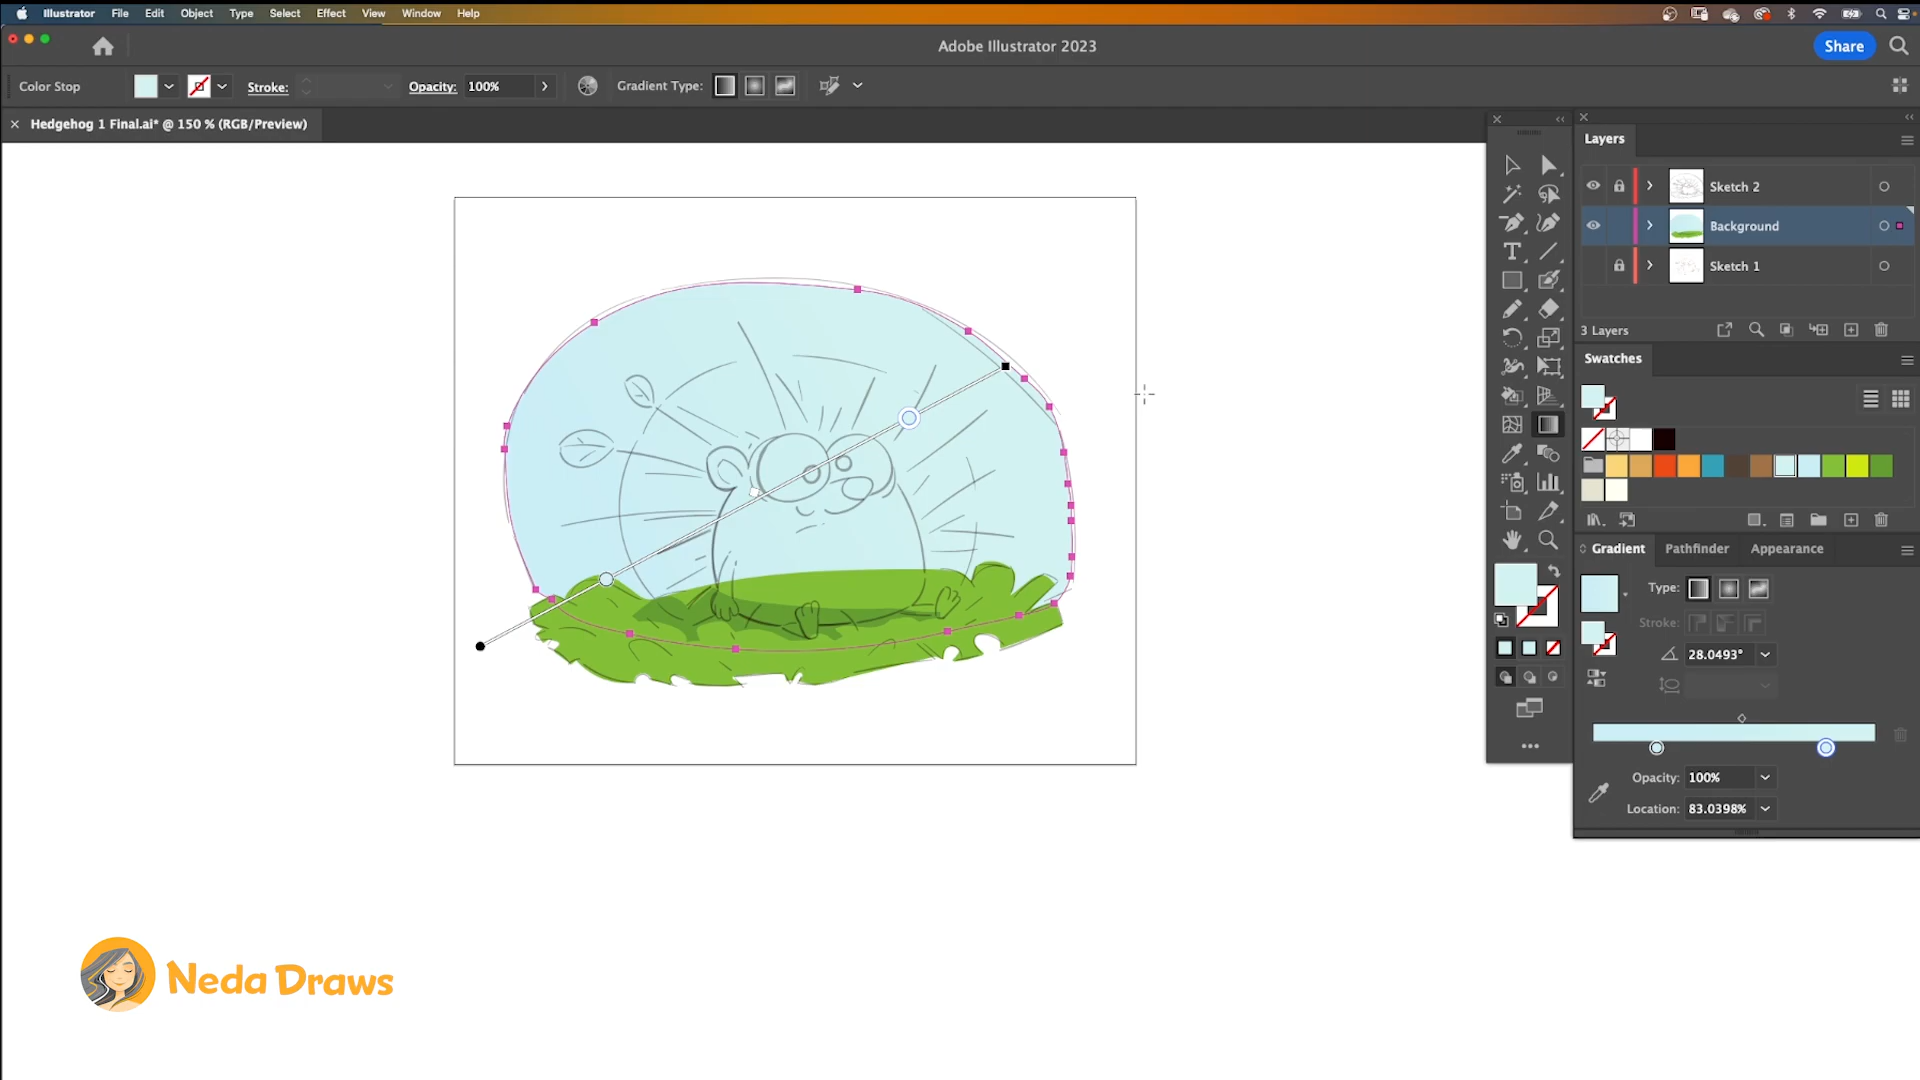 Illustrator File Edit Object Type Select Effect View Window Help
Adobe Illustrator 2023
Share
Color Stop
Stroke:
Opacity: 100%
Gradient Type:
Hedgehog 1 Final.ai* @ 150 % (RGB/Preview)
Layers
Sketch 2
Background
Sketch 1
3 Layers
Swatches
Gradient Pathfinder Appearance
Type:
Stroke:
28.0493°
Opacity: 100%
Location: 83.0398%
Neda Draws